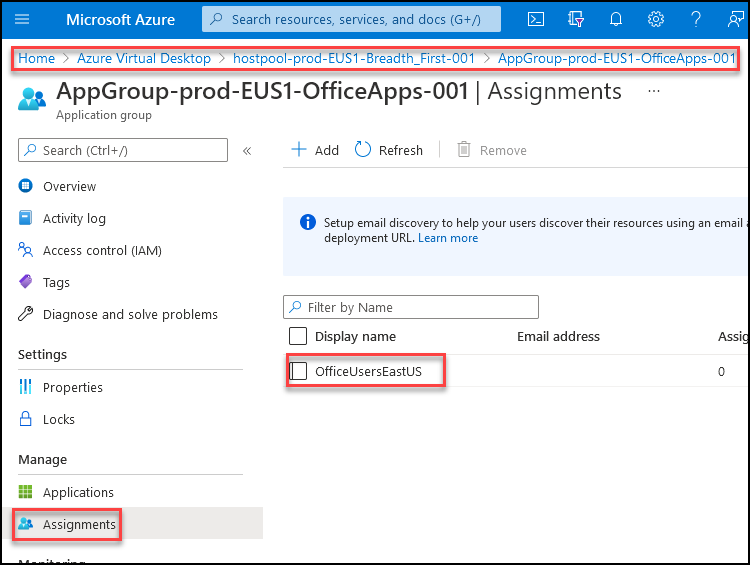 Microsoft Azure
Search resources, services, and docs (G+/)
Home > Azure Virtual Desktop > hostpool-prod-EUS1-Breadth_First-001 > AppGroup-prod-EUS1-OfficeApps-001
AppGroup-prod-EUS1-OfficeApps-001 | Assignments ...
Application group
Search (Ctrl+/)
«
Add
Refresh
Remove
Overview
Activity log
Access control (IAM)
Tags
Diagnose and solve problems
Settings
Properties
Locks
Manage
Applications
Assignments
Monitoring
Setup email discovery to help your users discover their resources using an email a
deployment URL. Learn more
Filter by Name
Display name Email address Assig
OfficeUsersEastUS 0